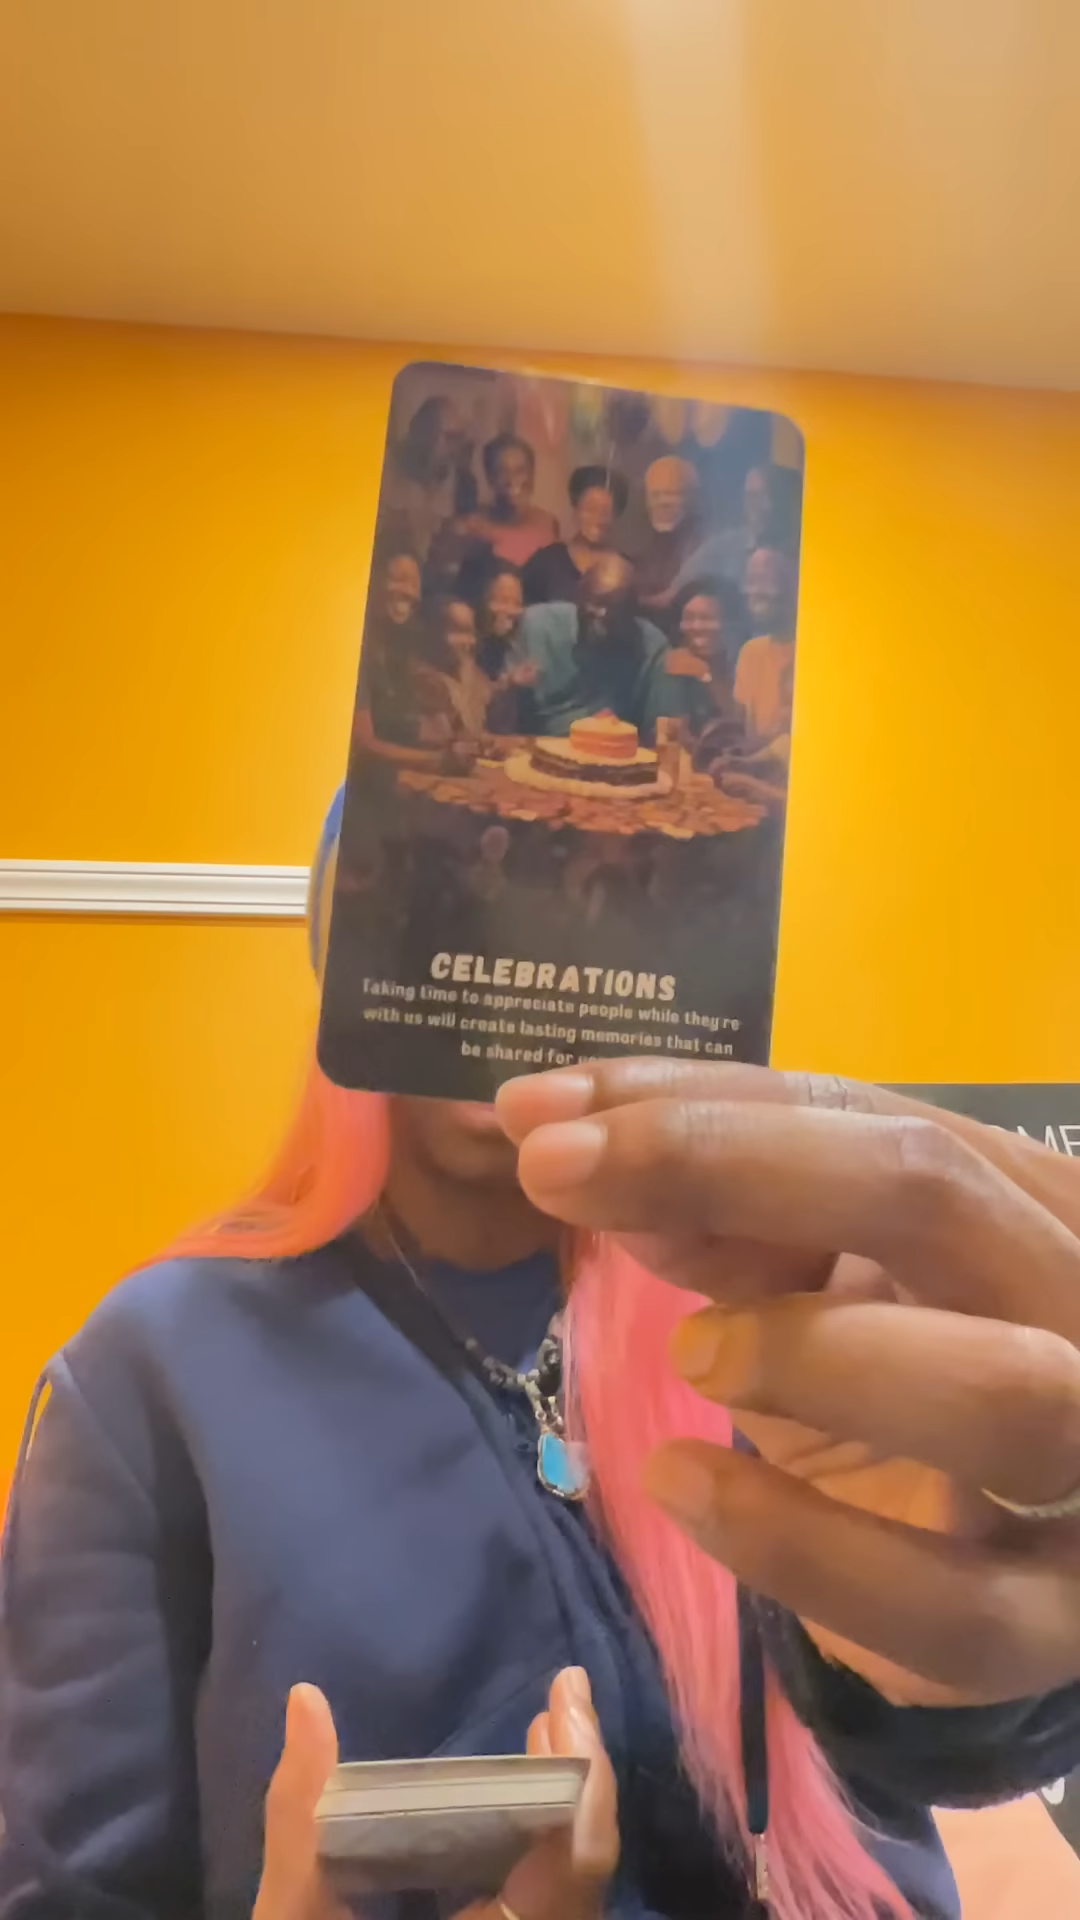 CELEBRATIONS
Taking time to appreciate people while they're
with us will create lasting memories that can
be shared for